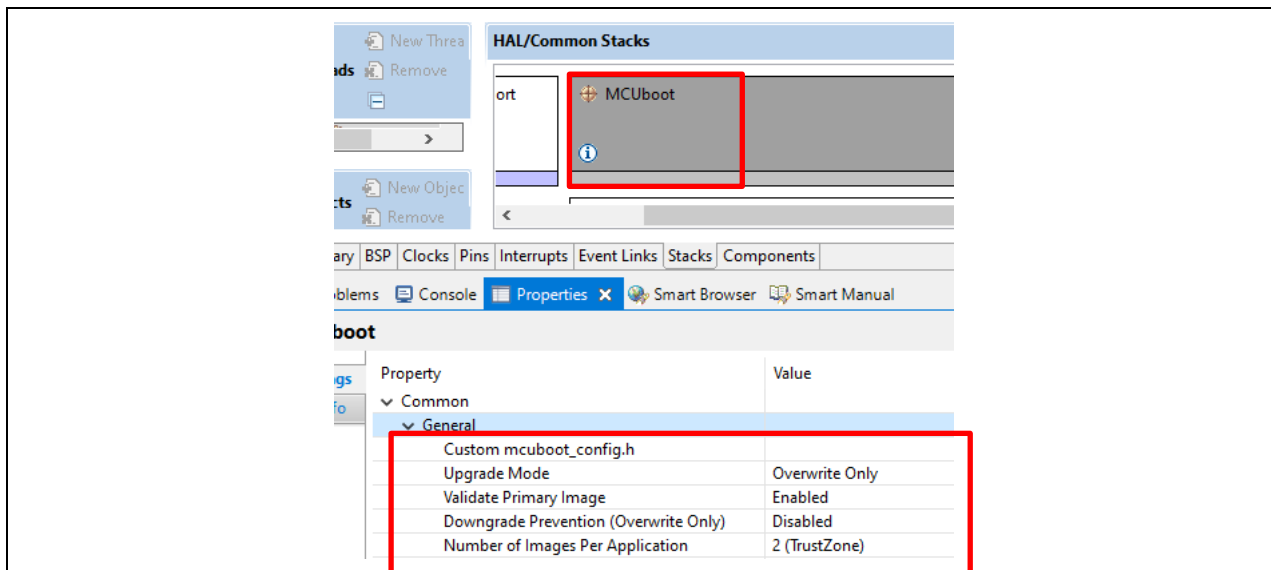 New Threa
HAL/Common Stacks
ads
Remove
ort
MCUboot
New Objec
cts
Remove
ary BSP Clocks Pins Interrupts Event Links Stacks Components
blems Console Properties Smart Browser Smart Manual
boot
Property Value
gs
Common
fo
General
Custom mcuboot_config.h
Upgrade Mode Overwrite Only
Validate Primary Image Enabled
Downgrade Prevention (Overwrite Only) Disabled
Number of Images Per Application 2 (TrustZone)